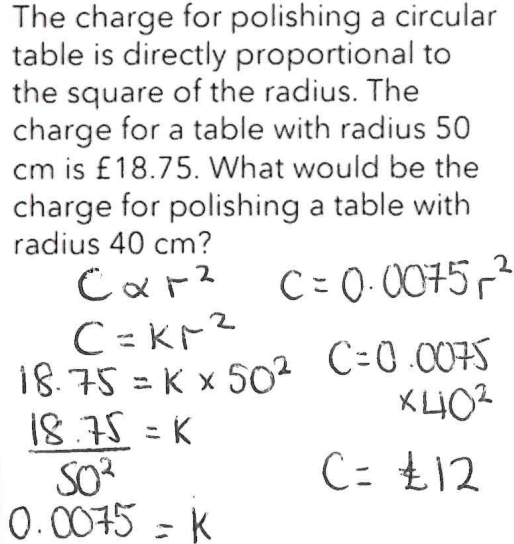 The charge for polishing a circular
table is directly proportional to
the square of the radius. The
charge for a table with radius 50
cm is £18.75. What would be the
charge for polishing a table with
radius 40 cm?
C ∝ r²
C = kr²
18.75 = k × 50²
18.75 = k
50²
0.0075 = k
C = 0.0075r²
C=0.0075
×40²
C= £12